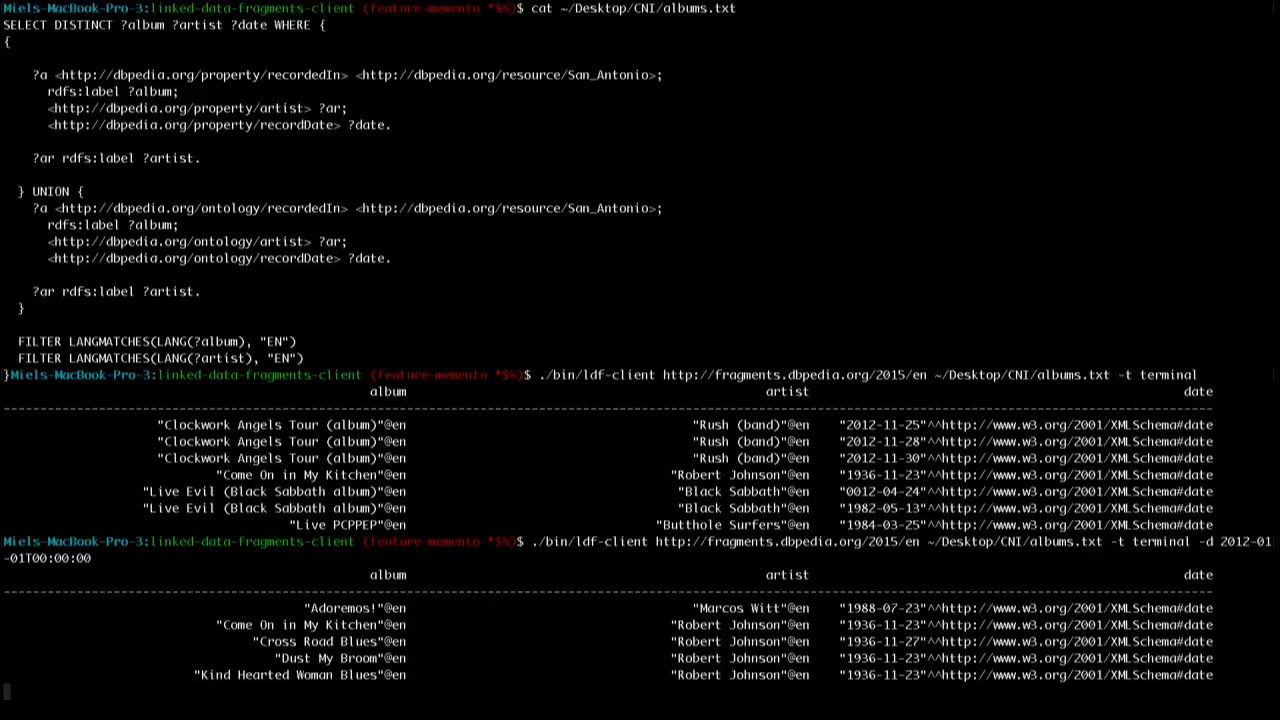 Miels-MacBook-Pro-3:linked-data-fragments-client (feature-memento *$%)$ cat ~/Desktop/CNI/albums.txt
SELECT DISTINCT ?album ?artist ?date WHERE {
{
?a <http://dbpedia.org/property/recordedIn> <http://dbpedia.org/resource/San_Antonio>;
rdfs:label ?album;
<http://dbpedia.org/property/artist> ?ar;
<http://dbpedia.org/property/recordDate> ?date.
?ar rdfs:label ?artist.
} UNION {
?a <http://dbpedia.org/ontology/recordedIn> <http://dbpedia.org/resource/San_Antonio>;
rdfs:label ?album;
<http://dbpedia.org/ontology/artist> ?ar;
<http://dbpedia.org/ontology/recordDate> ?date.
?ar rdfs:label ?artist.
}
FILTER LANGMATCHES(LANG(?album), "EN")
FILTER LANGMATCHES(LANG(?artist), "EN")
}Miels-MacBook-Pro-3:linked-data-fragments-client (feature-memento *$%)$ ./bin/ldf-client http://fragments.dbpedia.org/2015/en ~/Desktop/CNI/albums.txt -t terminal
album artist date
"Clockwork Angels Tour (album)"@en "Rush (band)"@en "2012-11-25"^^http://www.w3.org/2001/XMLSchema#date
"Clockwork Angels Tour (album)"@en "Rush (band)"@en "2012-11-28"^^http://www.w3.org/2001/XMLSchema#date
"Clockwork Angels Tour (album)"@en "Rush (band)"@en "2012-11-30"^^http://www.w3.org/2001/XMLSchema#date
"Come On in My Kitchen"@en "Robert Johnson"@en "1936-11-23"^^http://www.w3.org/2001/XMLSchema#date
"Live Evil (Black Sabbath album)"@en "Black Sabbath"@en "0012-04-24"^^http://www.w3.org/2001/XMLSchema#date
"Live Evil (Black Sabbath album)"@en "Black Sabbath"@en "1982-05-13"^^http://www.w3.org/2001/XMLSchema#date
"Live PCPPEP"@en "Butthole Surfers"@en "1984-03-25"^^http://www.w3.org/2001/XMLSchema#date
Miels-MacBook-Pro-3:linked-data-fragments-client (feature-memento *$%)$ ./bin/ldf-client http://fragments.dbpedia.org/2015/en ~/Desktop/CNI/albums.txt -t terminal -d 2012-01
-01T00:00:00
album artist date
"Adoremos!"@en "Marcos Witt"@en "1988-07-23"^^http://www.w3.org/2001/XMLSchema#date
"Come On in My Kitchen"@en "Robert Johnson"@en "1936-11-23"^^http://www.w3.org/2001/XMLSchema#date
"Cross Road Blues"@en "Robert Johnson"@en "1936-11-27"^^http://www.w3.org/2001/XMLSchema#date
"Dust My Broom"@en "Robert Johnson"@en "1936-11-23"^^http://www.w3.org/2001/XMLSchema#date
"Kind Hearted Woman Blues"@en "Robert Johnson"@en "1936-11-23"^^http://www.w3.org/2001/XMLSchema#date